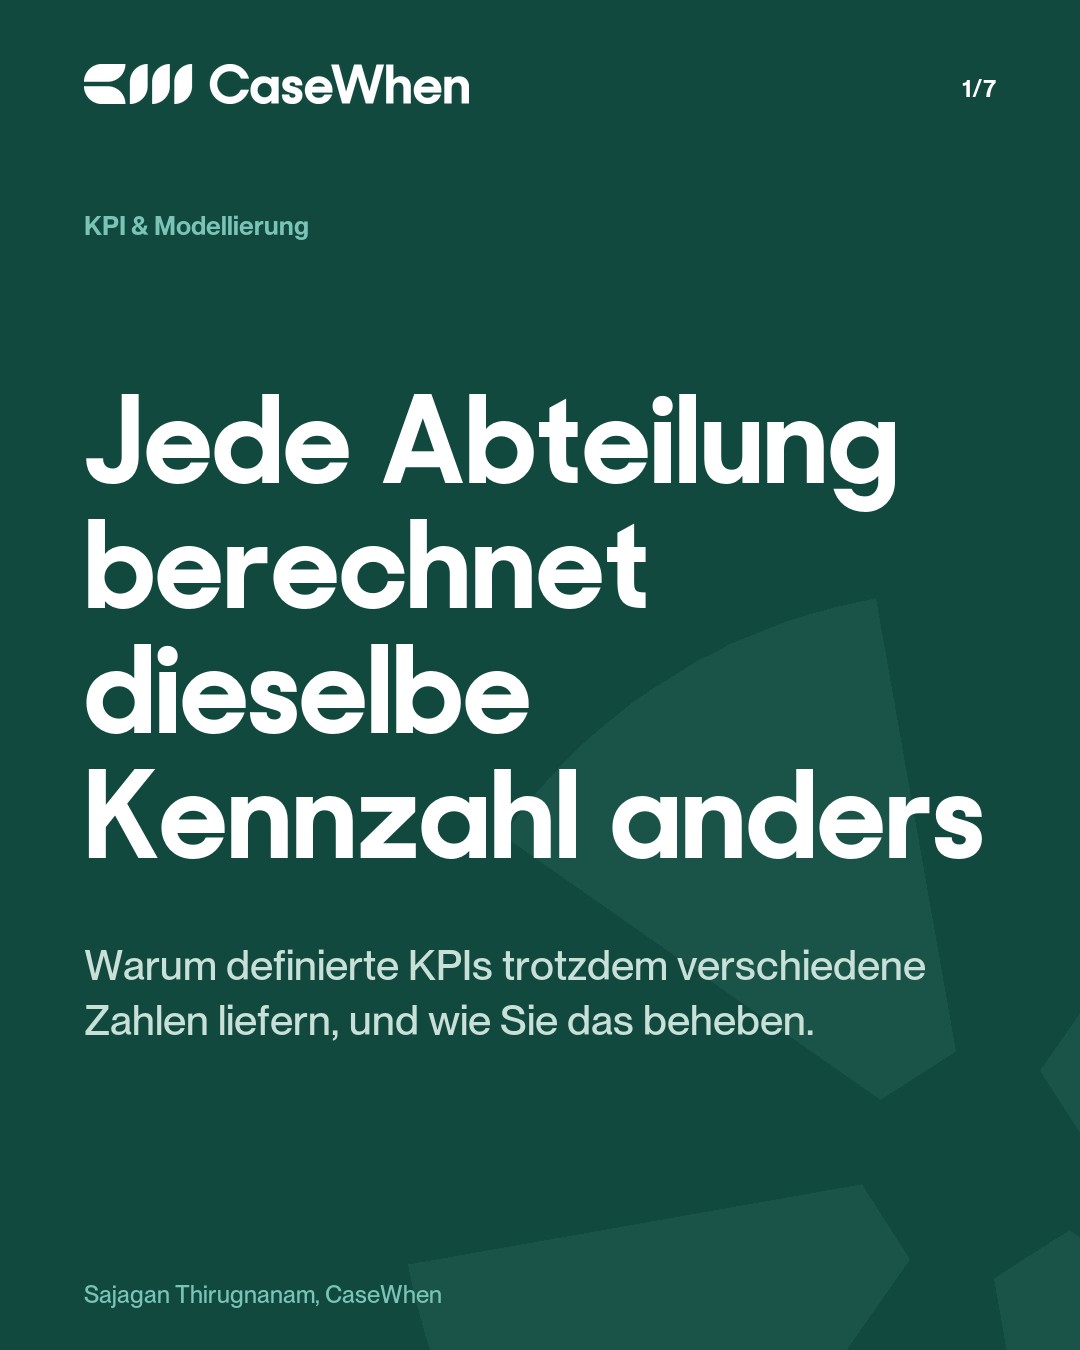 CaseWhen
1/7
KPI & Modellierung
Jede Abteilung
berechnet
dieselbe
Kennzahl anders
Warum definierte KPIs trotzdem verschiedene
Zahlen liefern, und wie Sie das beheben.
Sajagan Thirugnanam, CaseWhen